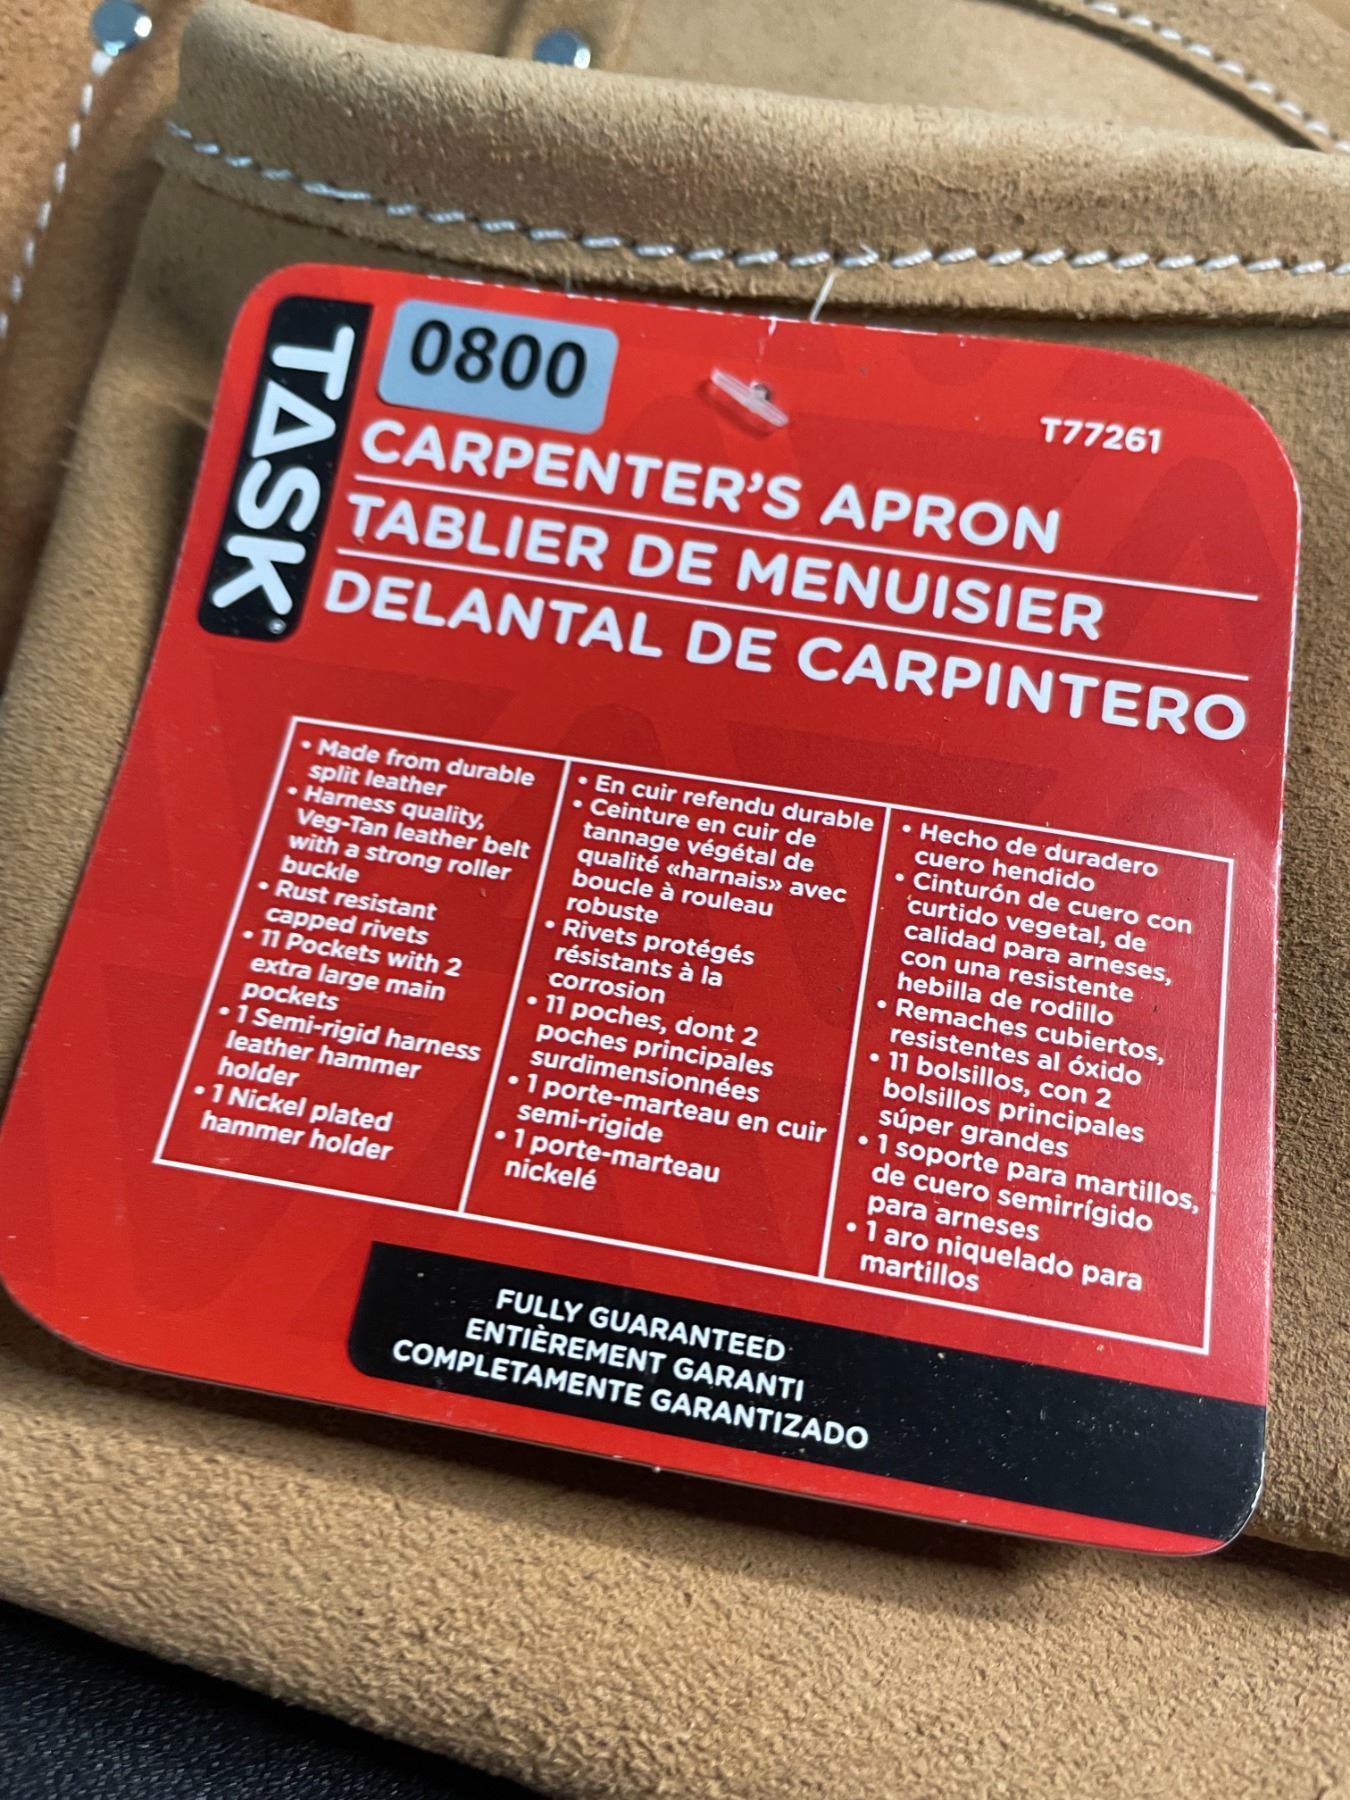 TASK
0800
T77261
CARPENTER'S APRON
TABLIER DE MENUISIER
DELANTAL DE CARPINTERO
• Made from durable
split leather
• Harness quality,
Veg-Tan leather belt
with a strong roller
buckle
• Rust resistant
capped rivets
• 11 Pockets with 2
extra large main
pockets
• 1 Semi-rigid harness
leather hammer
holder
• 1 Nickel plated
hammer holder
• En cuir refendu durable
• Ceinture en cuir de
tannage végétal de
qualité «harnais» avec
boucle à rouleau
robuste
• Rivets protégés
résistants à la
corrosion
• 11 poches, dont 2
poches principales
surdimensionnées
• 1 porte-marteau en cuir
semi-rigide
• 1 porte-marteau
nickelé
• Hecho de duradero
cuero hendido
• Cinturón de cuero con
curtido vegetal, de
calidad para arneses,
con una resistente
hebilla de rodillo
• Remaches cubiertos,
resistentes al óxido
• 11 bolsillos, con 2
bolsillos principales
súper grandes
• 1 soporte para martillos,
de cuero semirrígido
para arneses
• 1 aro niquelado para
martillos
FULLY GUARANTEED
ENTIÈREMENT GARANTI
COMPLETAMENTE GARANTIZADO